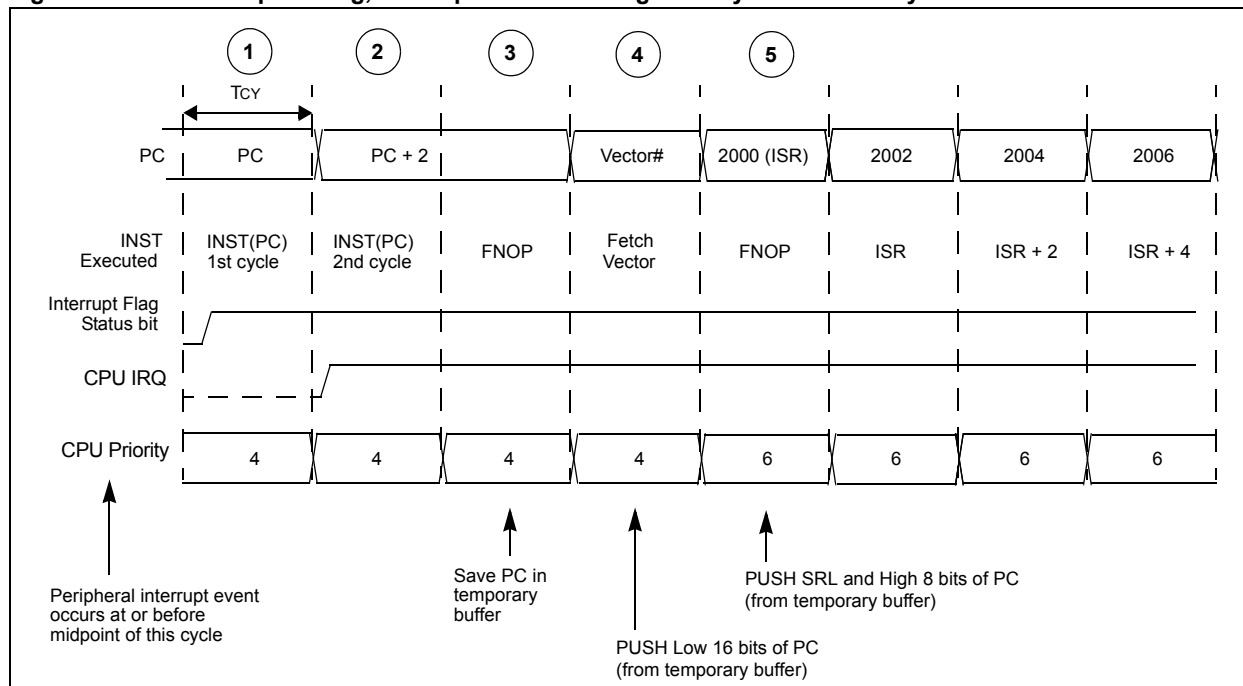 1 2 3 4 5
TCY
PC PC PC + 2 Vector# 2000 (ISR) 2002 2004 2006
INST
Executed
INST(PC)
1st cycle
INST(PC)
2nd cycle
FNOP
Fetch
Vector
FNOP
ISR
ISR + 2
ISR + 4
Interrupt Flag
Status bit
CPU IRQ
CPU Priority 4 4 4 4 6 6 6 6
Peripheral interrupt event
occurs at or before
midpoint of this cycle
Save PC in
temporary
buffer
PUSH Low 16 bits of PC
(from temporary buffer)
PUSH SRL and High 8 bits of PC
(from temporary buffer)